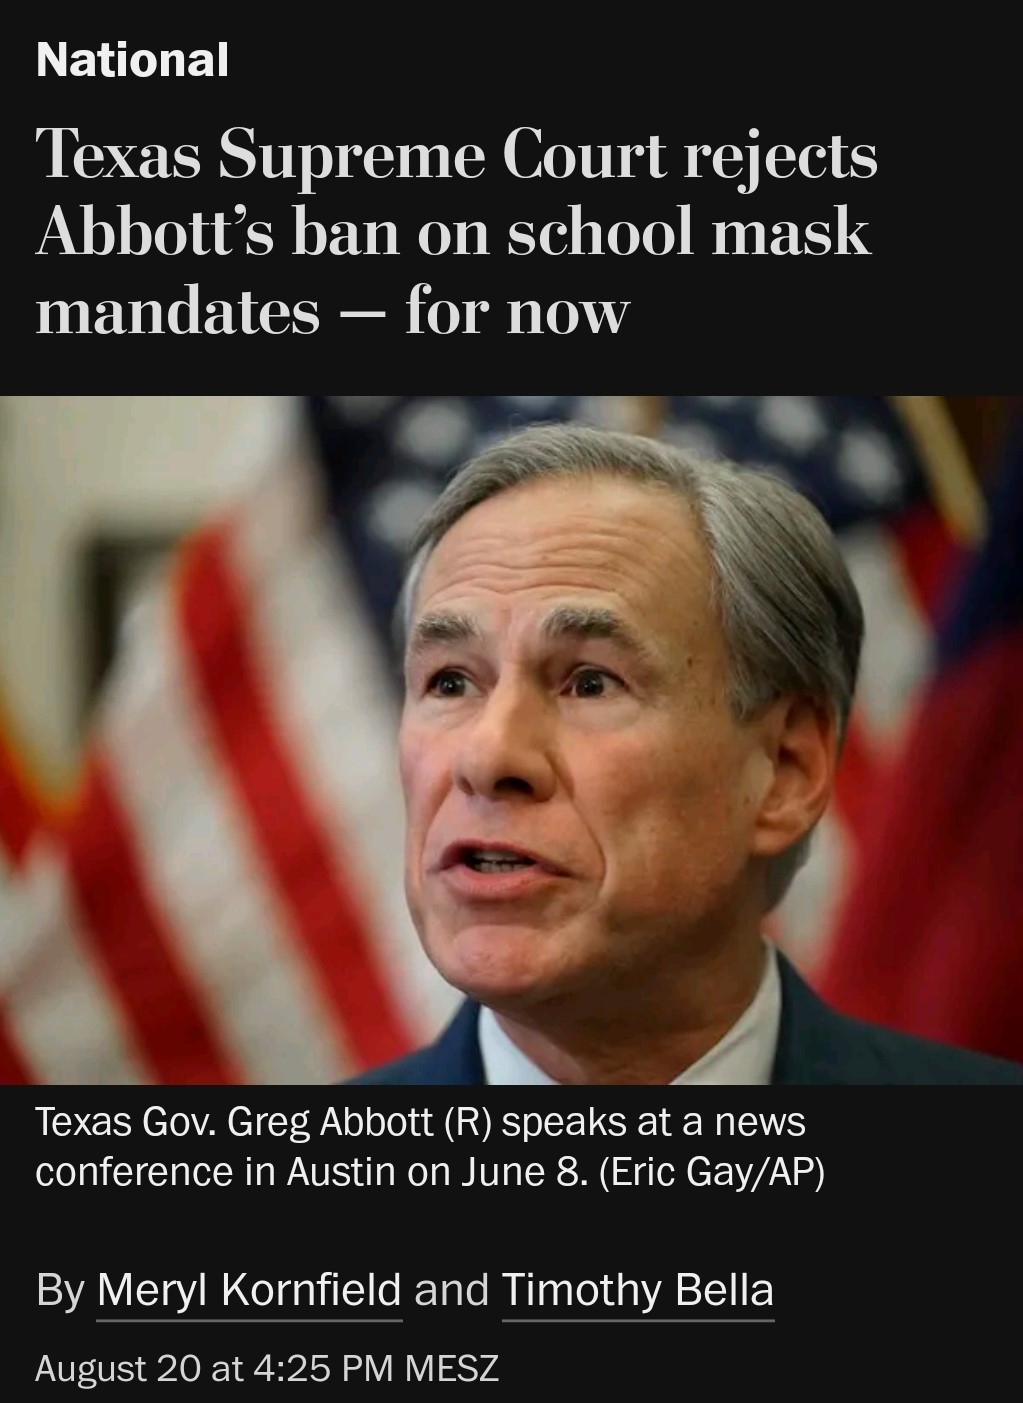 National
Texas Supreme Court rejects
Abbott’s ban on school mask
mandates — for now
Texas Gov. Greg Abbott (R) speaks at a news
conference in Austin on June 8. (Eric Gay/AP)
By Meryl Kornfield and Timothy Bella
August 20 at 4:25 PM MESZ